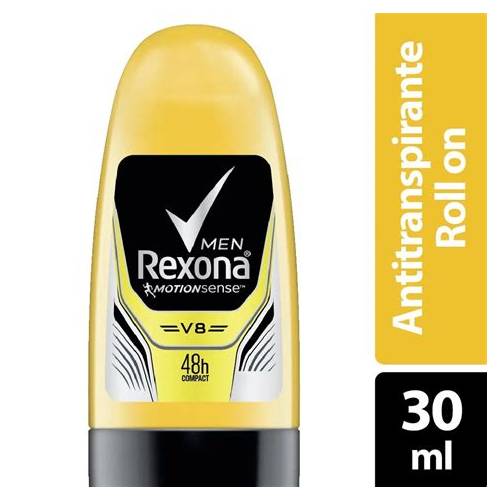 MEN
Rexona®
MOTIONSENSE™
V8
48h
COMPACT
Antitranspirante
Roll on
30
ml